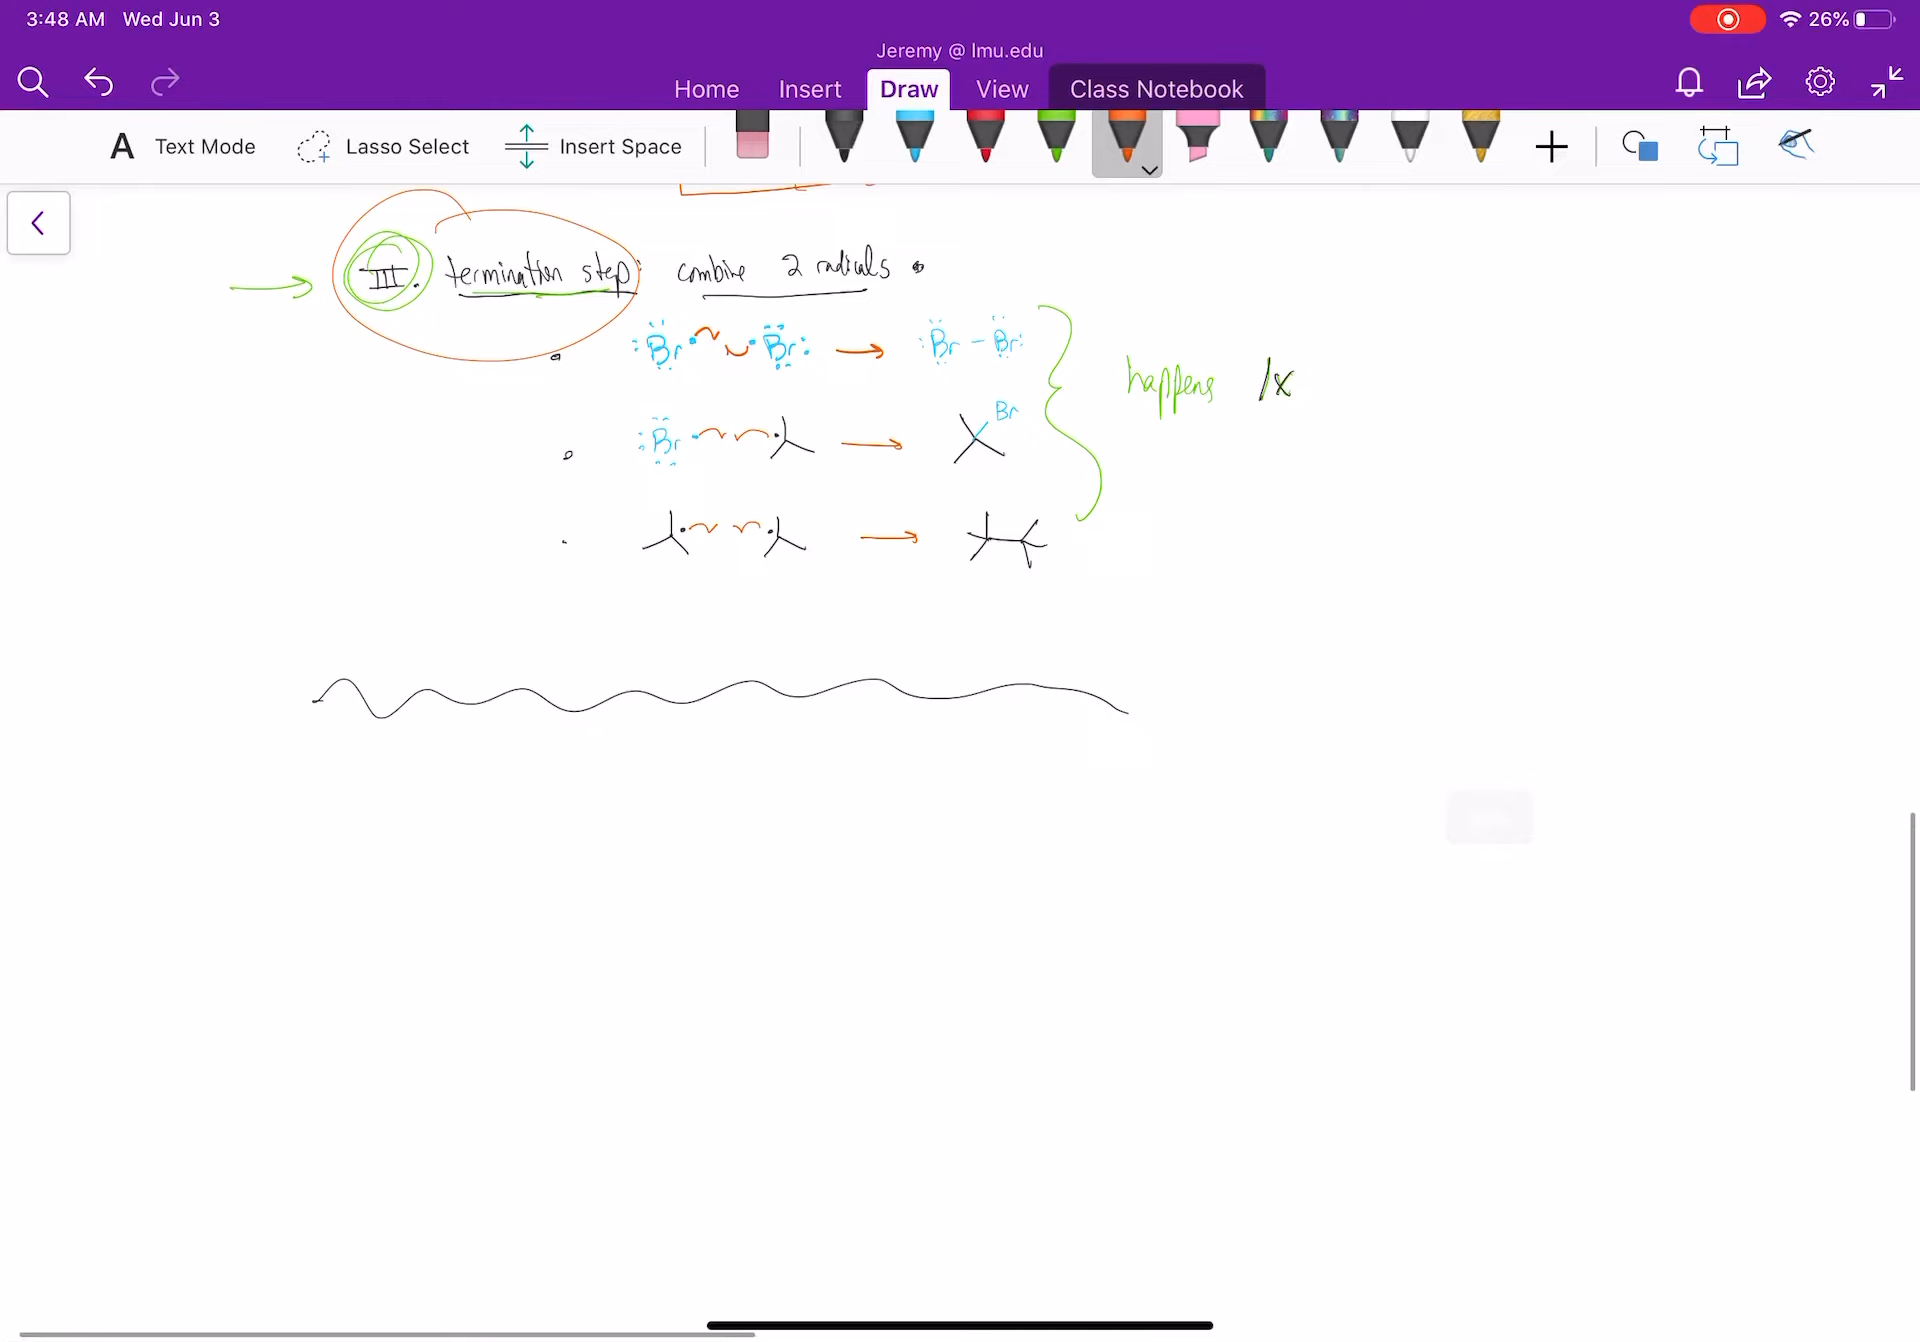 3:48 AM Wed Jun 3
26%
Jeremy @ lmu.edu
Home Insert Draw View Class Notebook
A Text Mode Lasso Select Insert Space
III. termination step: combine 2 radicals •
:Br• •Br: → :Br–Br:
:Br• • → Br
happens 1x